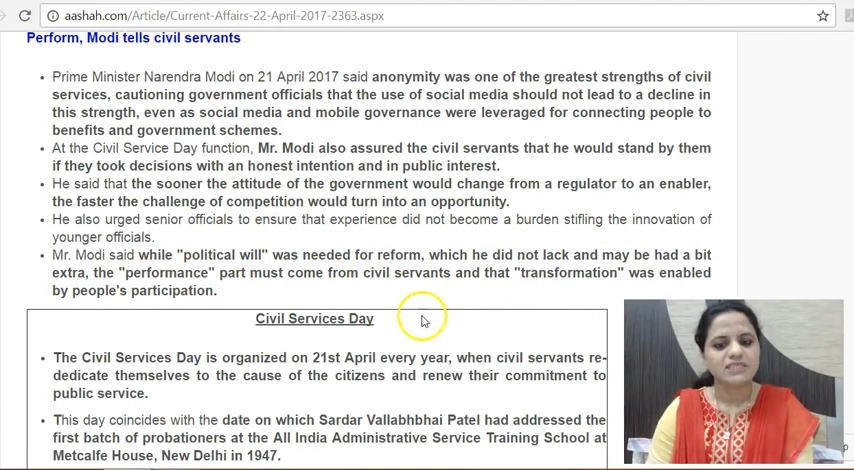 aashah.com/Article/Current-Affairs-22-April-2017-2363.aspx
Perform, Modi tells civil servants
• Prime Minister Narendra Modi on 21 April 2017 said anonymity was one of the greatest strengths of civil
services, cautioning government officials that the use of social media should not lead to a decline in
this strength, even as social media and mobile governance were leveraged for connecting people to
benefits and government schemes.
• At the Civil Service Day function, Mr. Modi also assured the civil servants that he would stand by them
if they took decisions with an honest intention and in public interest.
• He said that the sooner the attitude of the government would change from a regulator to an enabler,
the faster the challenge of competition would turn into an opportunity.
• He also urged senior officials to ensure that experience did not become a burden stifling the innovation of
younger officials.
• Mr. Modi said while "political will" was needed for reform, which he did not lack and may be had a bit
extra, the "performance" part must come from civil servants and that "transformation" was enabled
by people's participation.
Civil Services Day
• The Civil Services Day is organized on 21st April every year, when civil servants re-
dedicate themselves to the cause of the citizens and renew their commitment to
public service.
• This day coincides with the date on which Sardar Vallabhbhai Patel had addressed the
first batch of probationers at the All India Administrative Service Training School at
Metcalfe House, New Delhi in 1947.